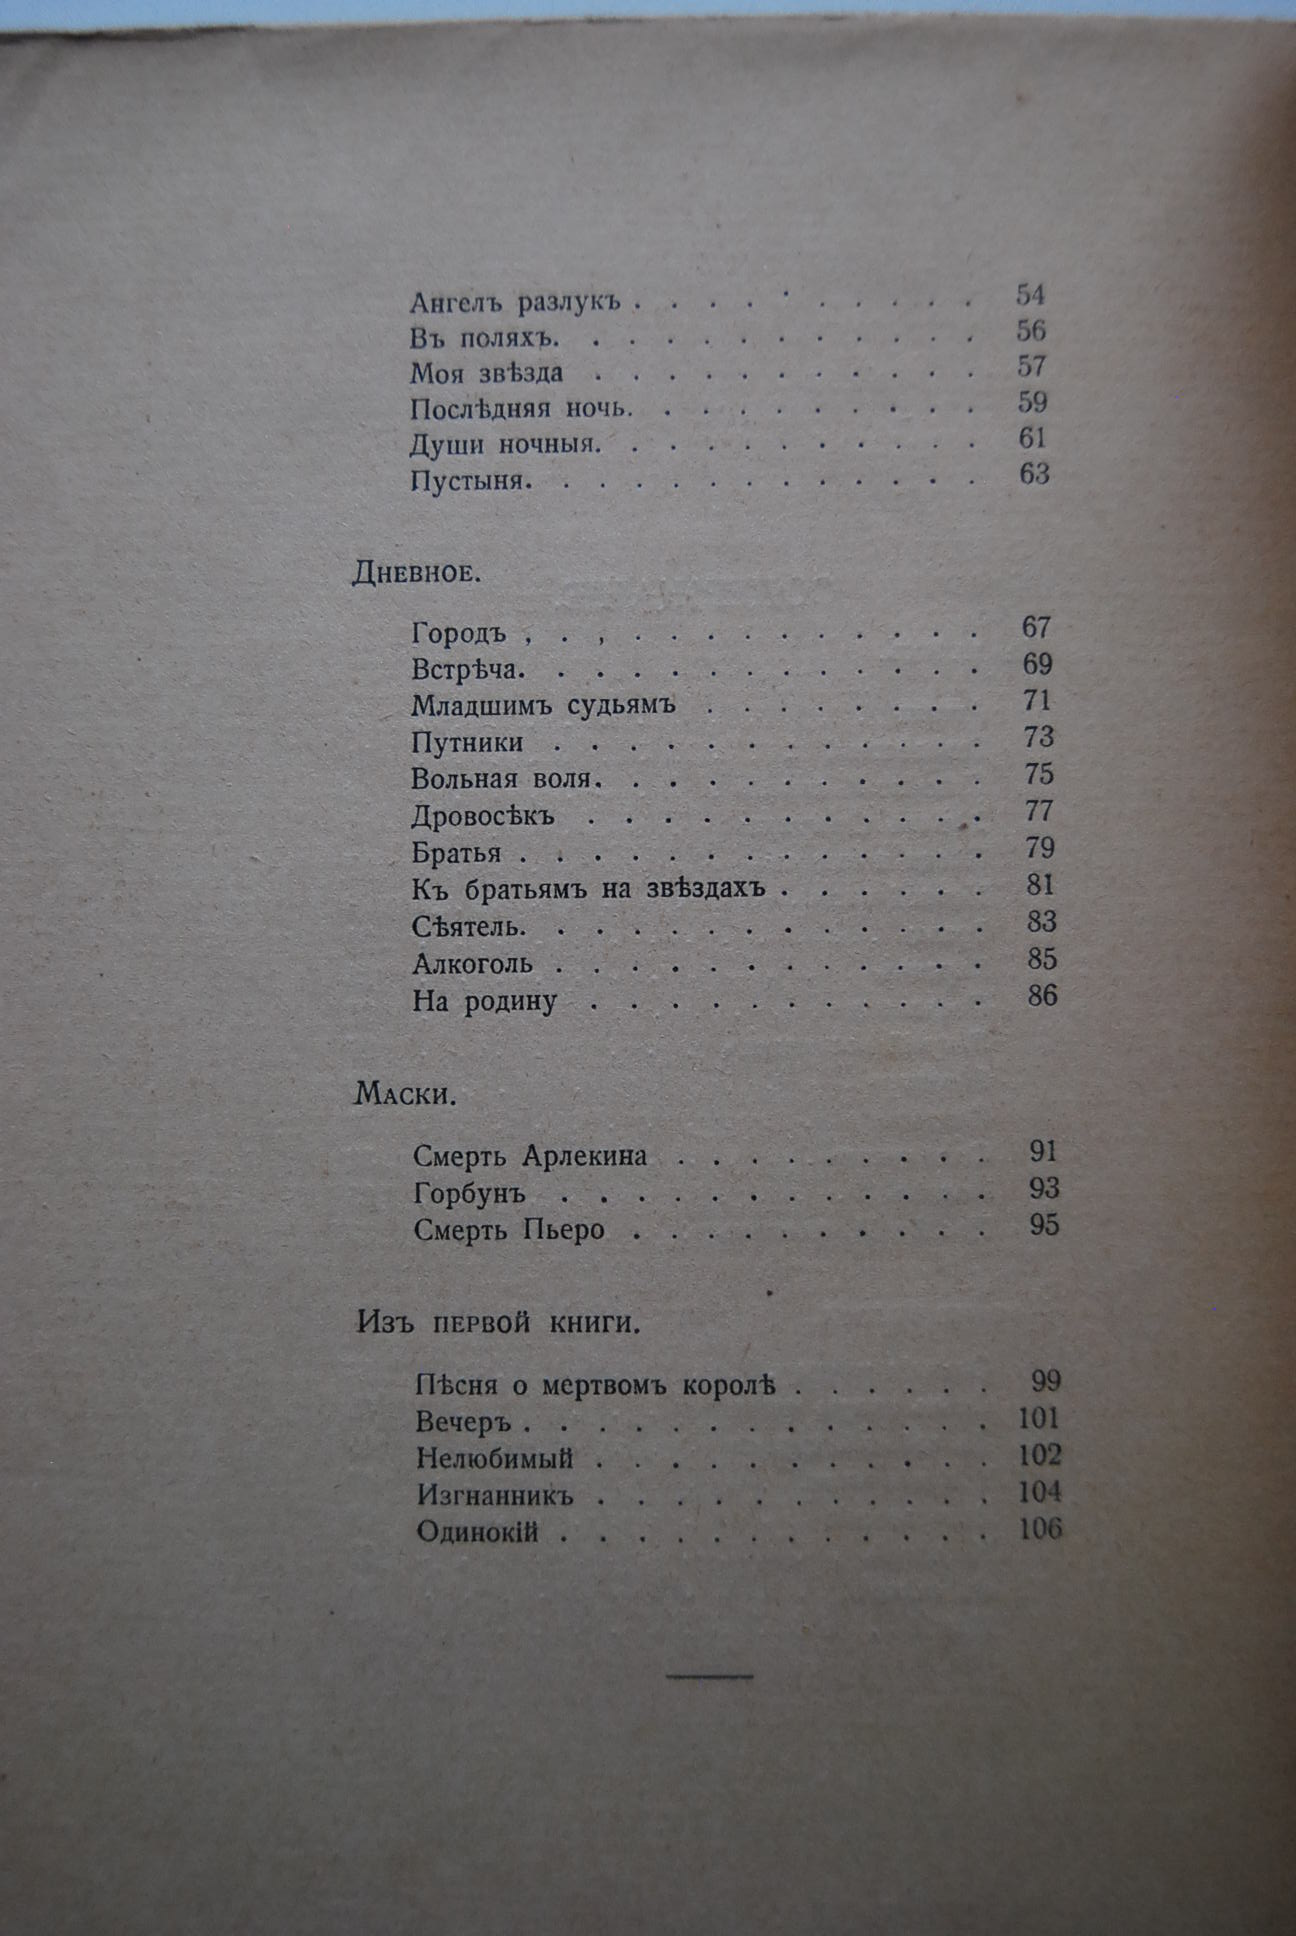 Ангелъ разлукъ . . . . . . . . . . 54
Въ поляхъ. . . . . . . . . . . . 56
Моя звѣзда . . . . . . . . . . . 57
Послѣдняя ночь. . . . . . . . . . 59
Души ночныя. . . . . . . . . . . 61
Пустыня. . . . . . . . . . . . . 63
Дневное.
Городъ , . , . . . . . . . . . . 67
Встрѣча. . . . . . . . . . . . . 69
Младшимъ судьямъ . . . . . . . . 71
Путники . . . . . . . . . . . . 73
Вольная воля. . . . . . . . . . . 75
Дровосѣкъ . . . . . . . . . . . 77
Братья . . . . . . . . . . . . . 79
Къ братьямъ на звѣздахъ . . . . . . 81
Сѣятель. . . . . . . . . . . . . 83
Алкоголь . . . . . . . . . . . . 85
На родину . . . . . . . . . . . 86
Маски.
Смерть Арлекина . . . . . . . . . 91
Горбунъ . . . . . . . . . . . . 93
Смерть Пьеро . . . . . . . . . . 95
Изъ первой книги.
Пѣсня о мертвомъ королѣ . . . . . . 99
Вечеръ . . . . . . . . . . . . . 101
Нелюбимый . . . . . . . . . . . 102
Изгнанникъ . . . . . . . . . . . 104
Одинокій . . . . . . . . . . . . 106